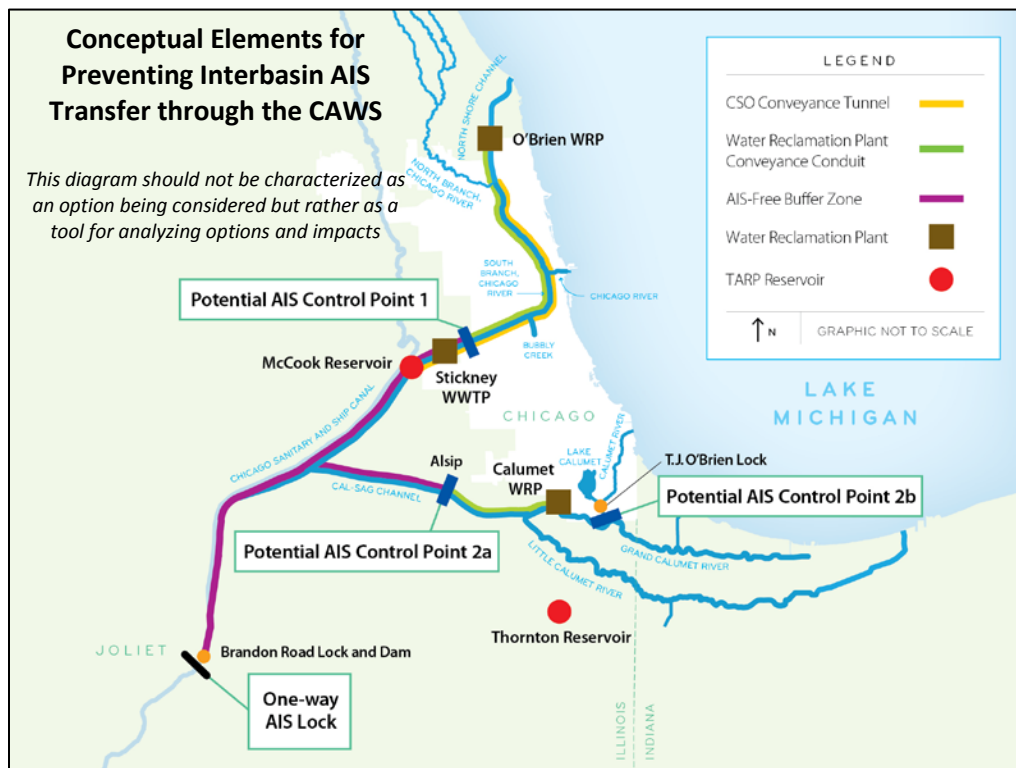 Conceptual Elements for
Preventing Interbasin AIS
Transfer through the CAWS
This diagram should not be characterized as
an option being considered but rather as a
tool for analyzing options and impacts
LEGEND
CSO Conveyance Tunnel
Water Reclamation Plant
Conveyance Conduit
AIS-Free Buffer Zone
Water Reclamation Plant
TARP Reservoir
N
GRAPHIC NOT TO SCALE
NORTH SHORE CHANNEL
O'Brien WRP
NORTH BRANCH,
CHICAGO RIVER
SOUTH
BRANCH,
CHICAGO
RIVER
CHICAGO RIVER
Potential AIS Control Point 1
BUBBLY
CREEK
McCook Reservoir
Stickney
WWTP
LAKE
MICHIGAN
CHICAGO
CHICAGO SANITARY AND SHIP CANAL
LAKE
CALUMET
CALUMET RIVER
T.J.O'Brien Lock
Alsip
Calumet
WRP
CAL-SAG CHANNEL
Potential AIS Control Point 2b
Potential AIS Control Point 2a
GRAND CALUMET RIVER
LITTLE CALUMET RIVER
Thornton Reservoir
JOLIET
Brandon Road Lock and Dam
One-way
AIS Lock
ILLINOIS
INDIANA